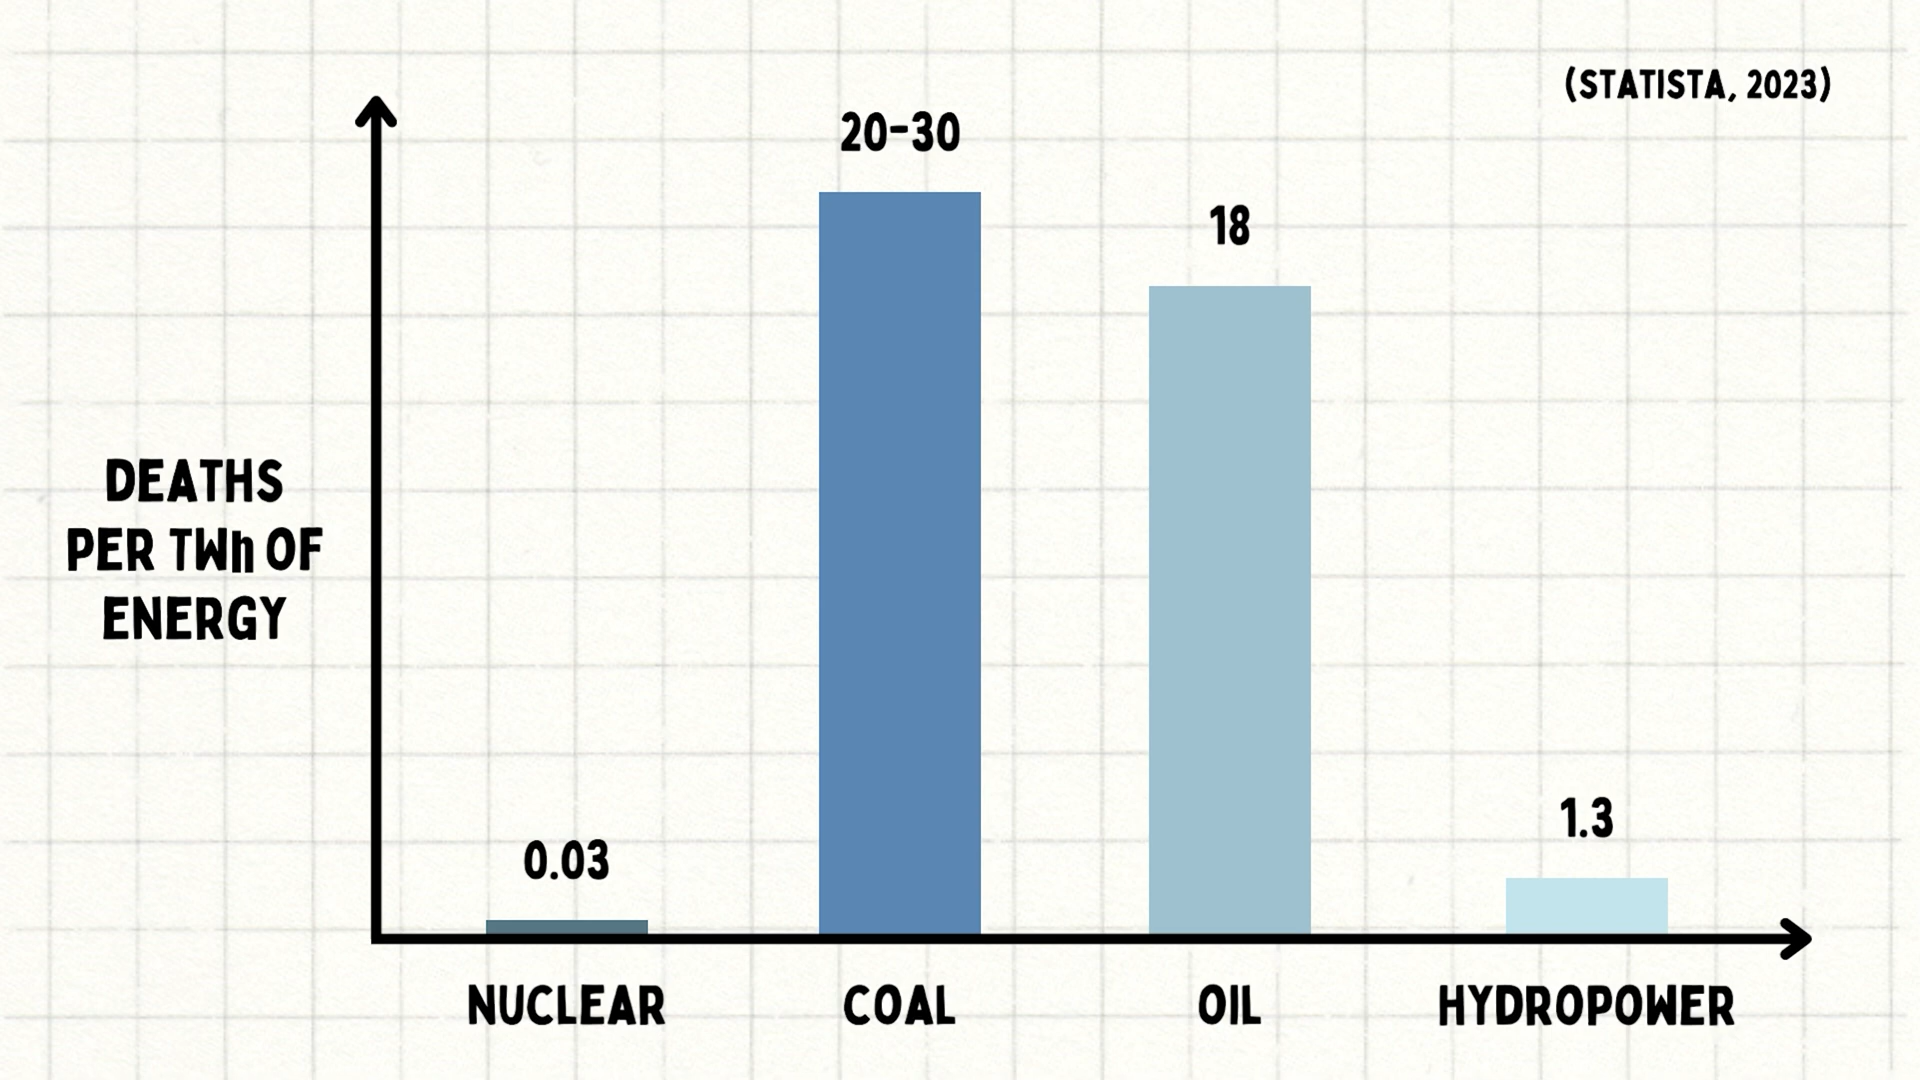 (STATISTA, 2023)
20-30
18
DEATHS
PER TWh OF
ENERGY
1.3
0.03
NUCLEAR COAL OIL HYDROPOWER